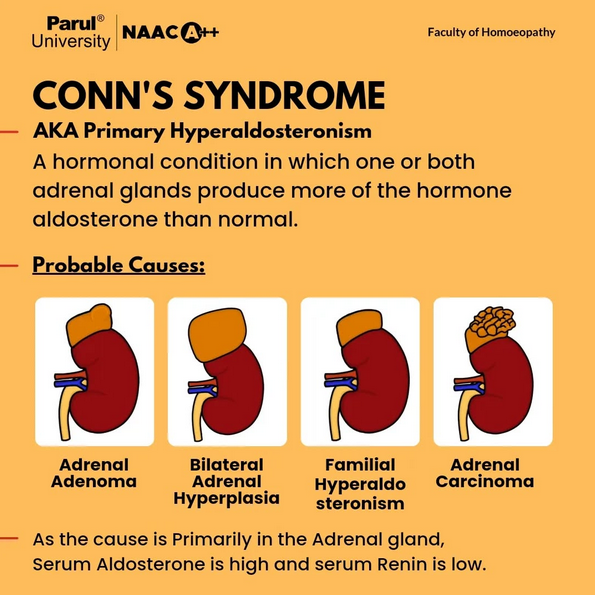 Parul®
University
NAAC A++
Faculty of Homoeopathy
CONN'S SYNDROME
AKA Primary Hyperaldosteronism
A hormonal condition in which one or both
adrenal glands produce more of the hormone
aldosterone than normal.
Probable Causes:
Adrenal
Adenoma
Bilateral
Adrenal
Hyperplasia
Familial
Hyperaldo
steronism
Adrenal
Carcinoma
As the cause is Primarily in the Adrenal gland,
Serum Aldosterone is high and serum Renin is low.